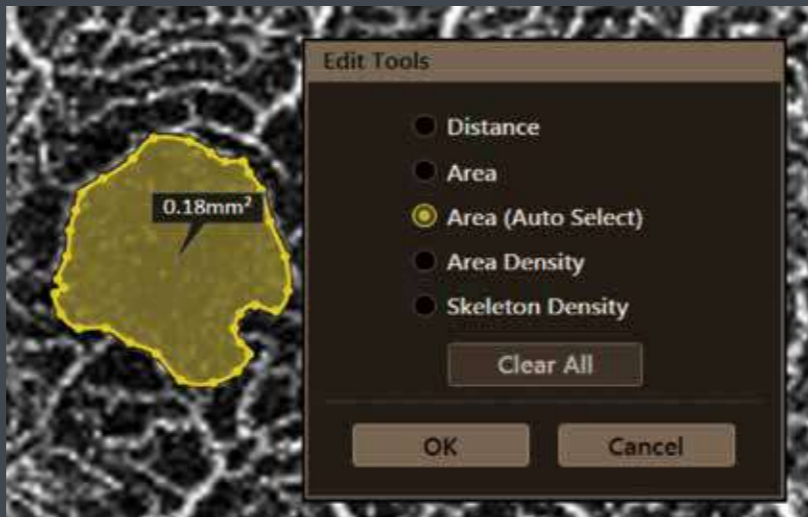 Edit Tools
Distance
Area
0.18mm²
Area (Auto Select)
Area Density
Skeleton Density
Clear All
OK Cancel